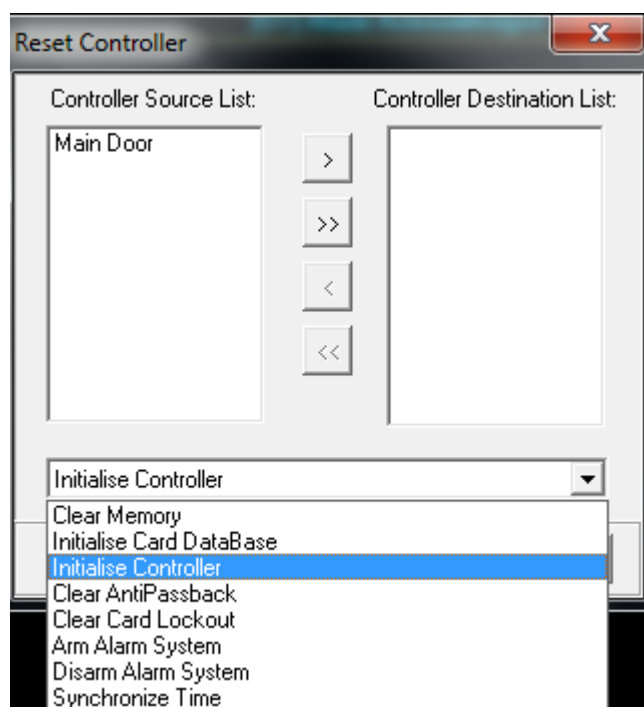 Reset Controller
Controller Source List: Controller Destination List:
Main Door
>
>>
<
<<
Initialise Controller
Clear Memory
Initialise Card DataBase
Initialise Controller
Clear AntiPassback
Clear Card Lockout
Arm Alarm System
Disarm Alarm System
Synchronize Time